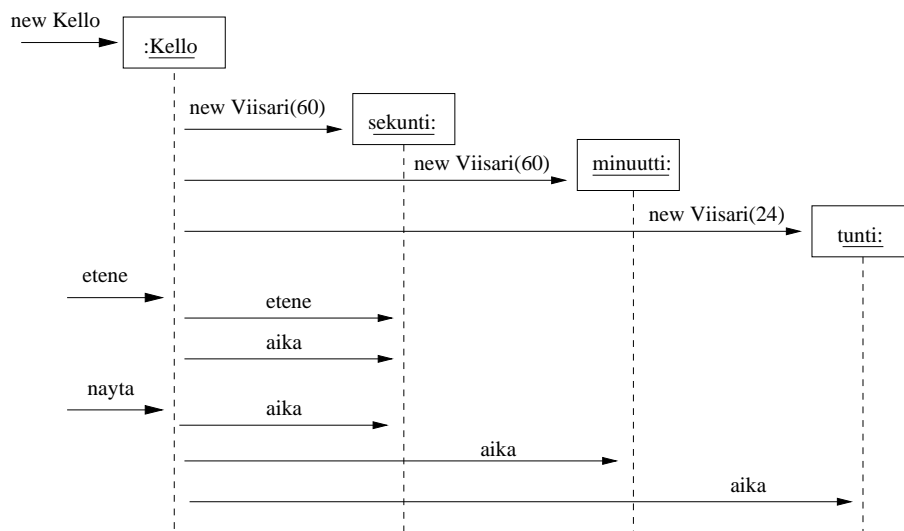 new Kello
:Kello
new Viisari(60)
sekunti:
new Viisari(60)
minuutti:
new Viisari(24)
tunti:
etene
etene
aika
nayta
aika
aika
aika